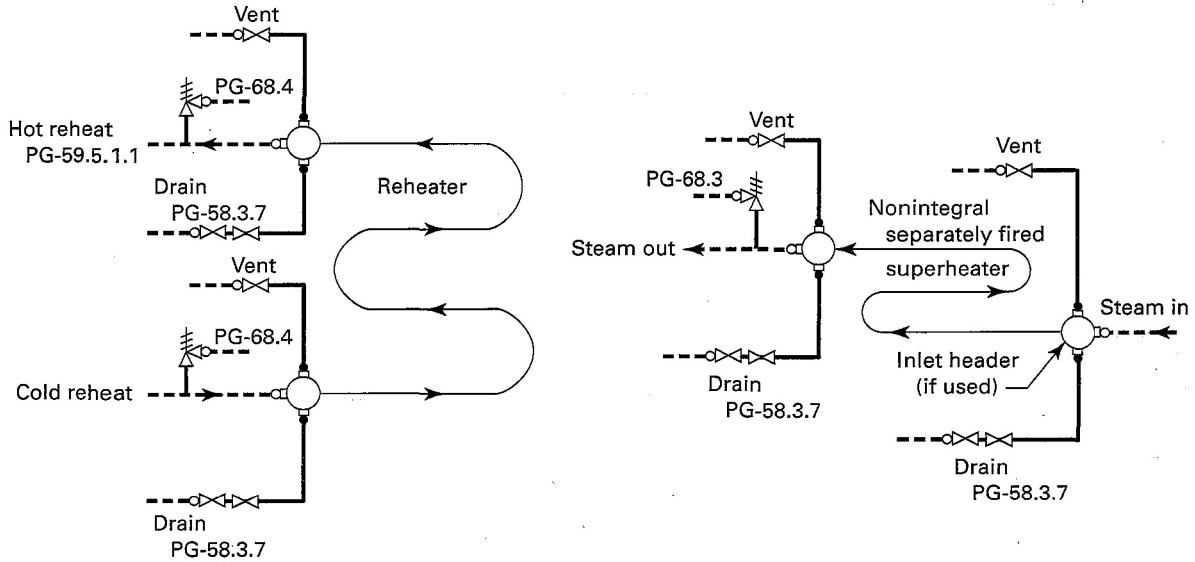 Vent
PG-68.4
Hot reheat
PG-59.5.1.1
Reheater
Drain
PG-58.3.7
Vent
PG-68.4
Cold reheat
Drain
PG-58.3.7
Vent
PG-68.3
Steam out
Nonintegral
separately fired
superheater
Drain
PG-58.3.7
Vent
Steam in
Inlet header
(if used)
Drain
PG-58.3.7